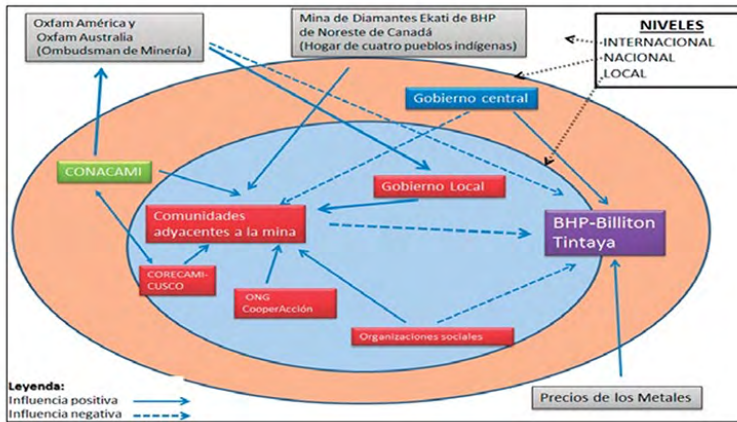 Oxfam América y
Oxfam Australia
(Ombudsman de Minería)
Mina de Diamantes Ekati de BHP
de Noreste de Canadá
(Hogar de cuatro pueblos indígenas)
NIVELES
INTERNACIONAL
NACIONAL
LOCAL
Gobierno central
CONACAMI
Gobierno Local
Comunidades
adyacentes a la mina
BHP-Billiton
Tintaya
CORECAMI-
CUSCO
ONG
CooperAcción
Organizaciones sociales
Leyenda:
Influencia positiva
Influencia negativa
Precios de los Metales